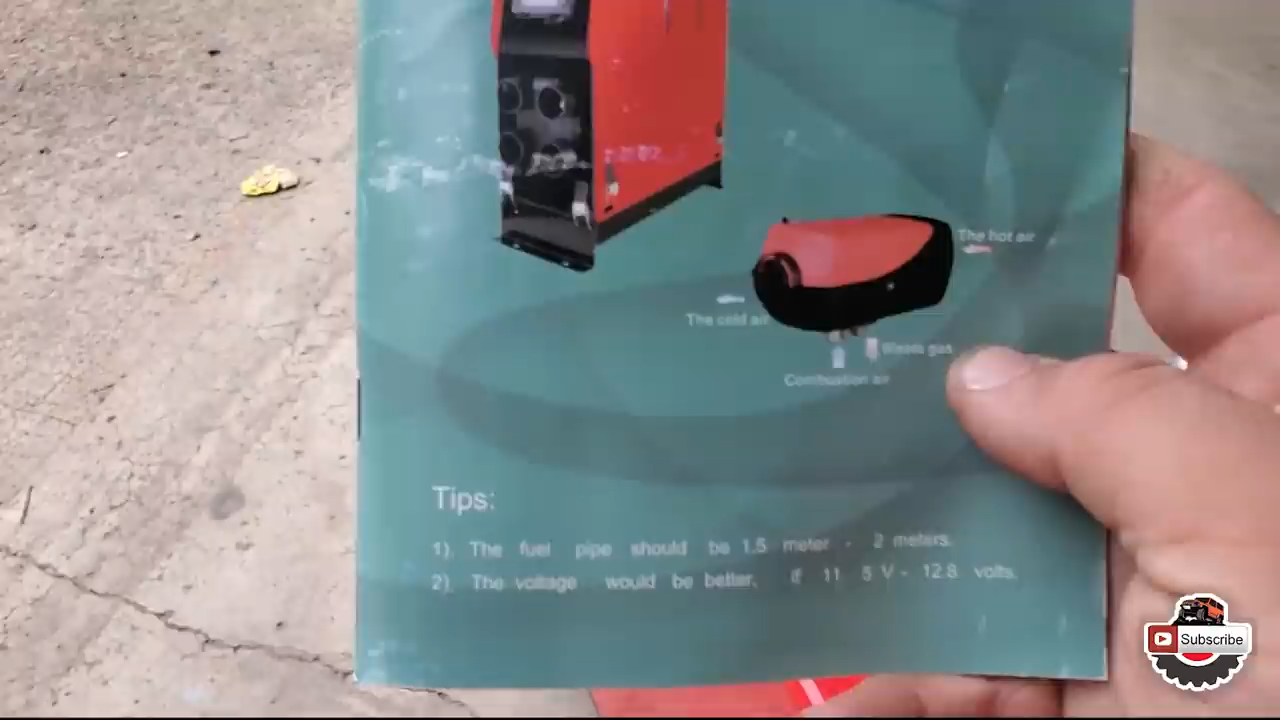 The hot air
The cold air
gas
Combustion air
Tips:
1). The fuel pipe should be 1.5 meter - 2 meters.
2). The voltage would be better, if 11 5 V - 12.8 volts.
Subscribe